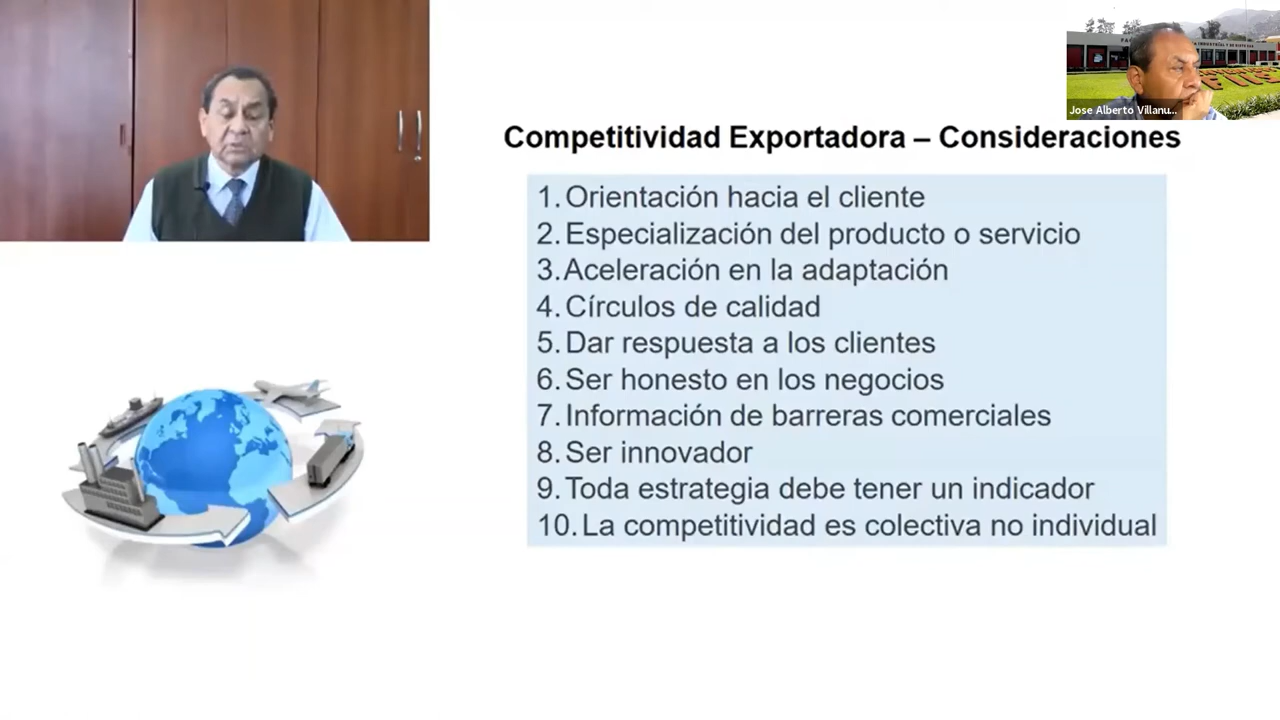 Jose Alberto Villanu...
Competitividad Exportadora – Consideraciones
1. Orientación hacia el cliente
2. Especialización del producto o servicio
3. Aceleración en la adaptación
4. Círculos de calidad
5. Dar respuesta a los clientes
6. Ser honesto en los negocios
7. Información de barreras comerciales
8. Ser innovador
9. Toda estrategia debe tener un indicador
10. La competitividad es colectiva no individual